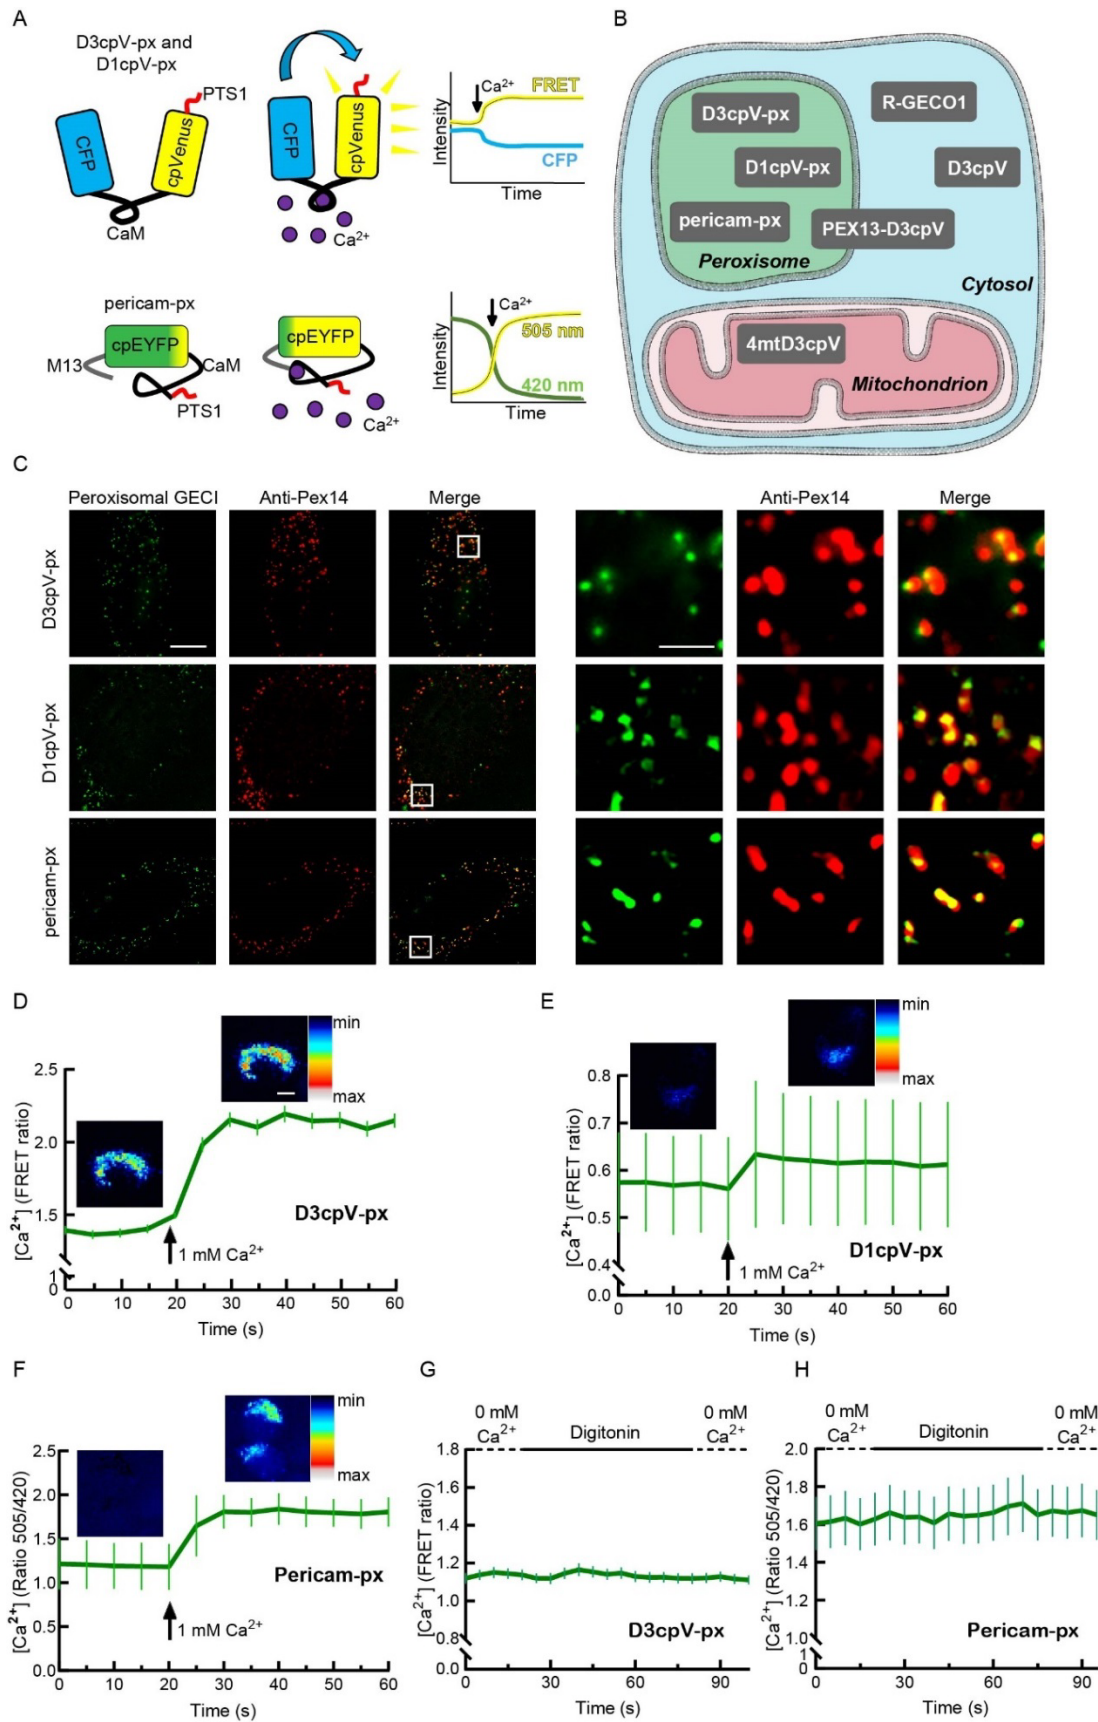 A
D3cpV-px and
D1cpV-px
PTS1
CFP
cpVenus
CaM
CFP
cpVenus
Ca²⁺
Intensity
Ca²⁺
FRET
CFP
Time
pericam-px
cpEYFP
M13
CaM
PTS1
cpEYFP
Ca²⁺
Intensity
Ca²⁺
505 nm
420 nm
Time
B
D3cpV-px
R-GECO1
D1cpV-px
D3cpV
pericam-px
PEX13-D3cpV
Peroxisome
Cytosol
4mtD3cpV
Mitochondrion
C
Peroxisomal GECI
Anti-Pex14
Merge
Anti-Pex14
Merge
D3cpV-px
D1cpV-px
pericam-px
D
min
max
2.5
2.0
1.5
1
0
[Ca²⁺] (FRET ratio)
D3cpV-px
1 mM Ca²⁺
0 10 20 30 40 50 60
Time (s)
E
min
max
0.8
0.7
0.6
0.5
0.4
0.0
[Ca²⁺] (FRET ratio)
D1cpV-px
1 mM Ca²⁺
0 10 20 30 40 50 60
Time (s)
F
min
max
2.5
2.0
1.5
1.0
0.5
0.0
[Ca²⁺] (Ratio 505/420)
Pericam-px
1 mM Ca²⁺
0 10 20 30 40 50 60
Time (s)
G
0 mM
Ca²⁺
Digitonin
0 mM
Ca²⁺
1.8
1.6
1.4
1.2
1.0
0.8
0.0
[Ca²⁺] (FRET ratio)
D3cpV-px
0 30 60 90
Time (s)
H
0 mM
Ca²⁺
Digitonin
0 mM
Ca²⁺
2.0
1.8
1.6
1.4
1.2
1.0
1
0
[Ca²⁺] (Ratio 505/420)
Pericam-px
0 30 60 90
Time (s)